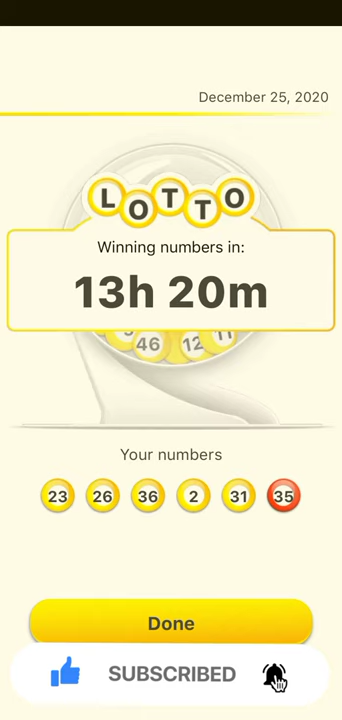 December 25, 2020
LOTTO
Winning numbers in:
13h 20m
46 12 11
Your numbers
23 26 36 2 31 35
Done
SUBSCRIBED